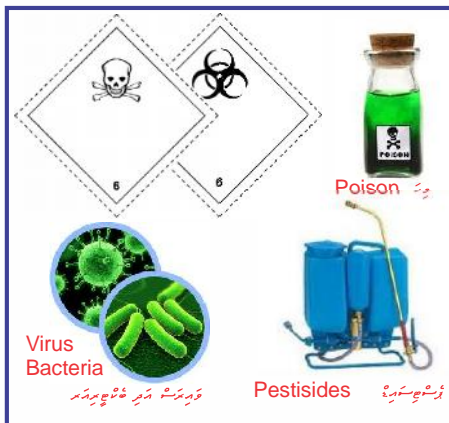 6
6
POISON
Poison ވިހަ
Virus
Bacteria
ވައިރަސް އަދި ބެކްޓީރިއަރ
Pestisides ޕެސްޓިސައިޑް